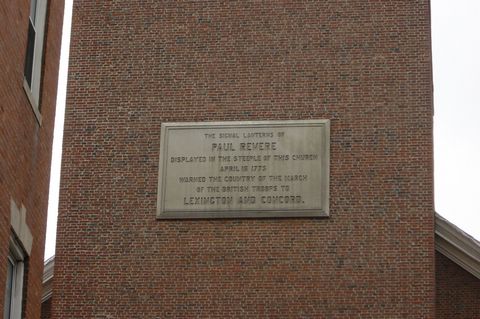 THE SIGNAL LANTERNS OF
PAUL REVERE
DISPLAYED IN THE STEEPLE OF THIS CHURCH
APRIL 18 1775
WARNED THE COUNTRY OF THE MARCH
OF THE BRITISH TROOPS TO
LEXINGTON AND CONCORD.